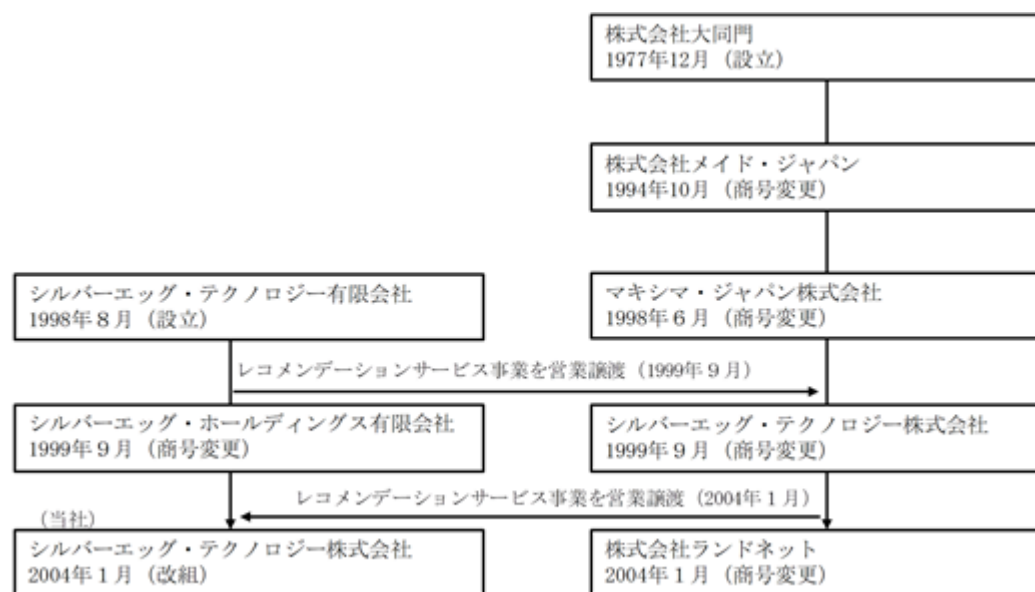 株式会社大同門
1977年12月（設立）
株式会社メイド・ジャパン
1994年10月（商号変更）
シルバーエッグ・テクノロジー有限会社
1998年８月（設立）
マキシマ・ジャパン株式会社
1998年６月（商号変更）
レコメンデーションサービス事業を営業譲渡（1999年９月）
シルバーエッグ・ホールディングス有限会社
1999年９月（商号変更）
シルバーエッグ・テクノロジー株式会社
1999年９月（商号変更）
レコメンデーションサービス事業を営業譲渡（2004年１月）
（当社）
シルバーエッグ・テクノロジー株式会社
2004年１月（改組）
株式会社ランドネット
2004年１月（商号変更）